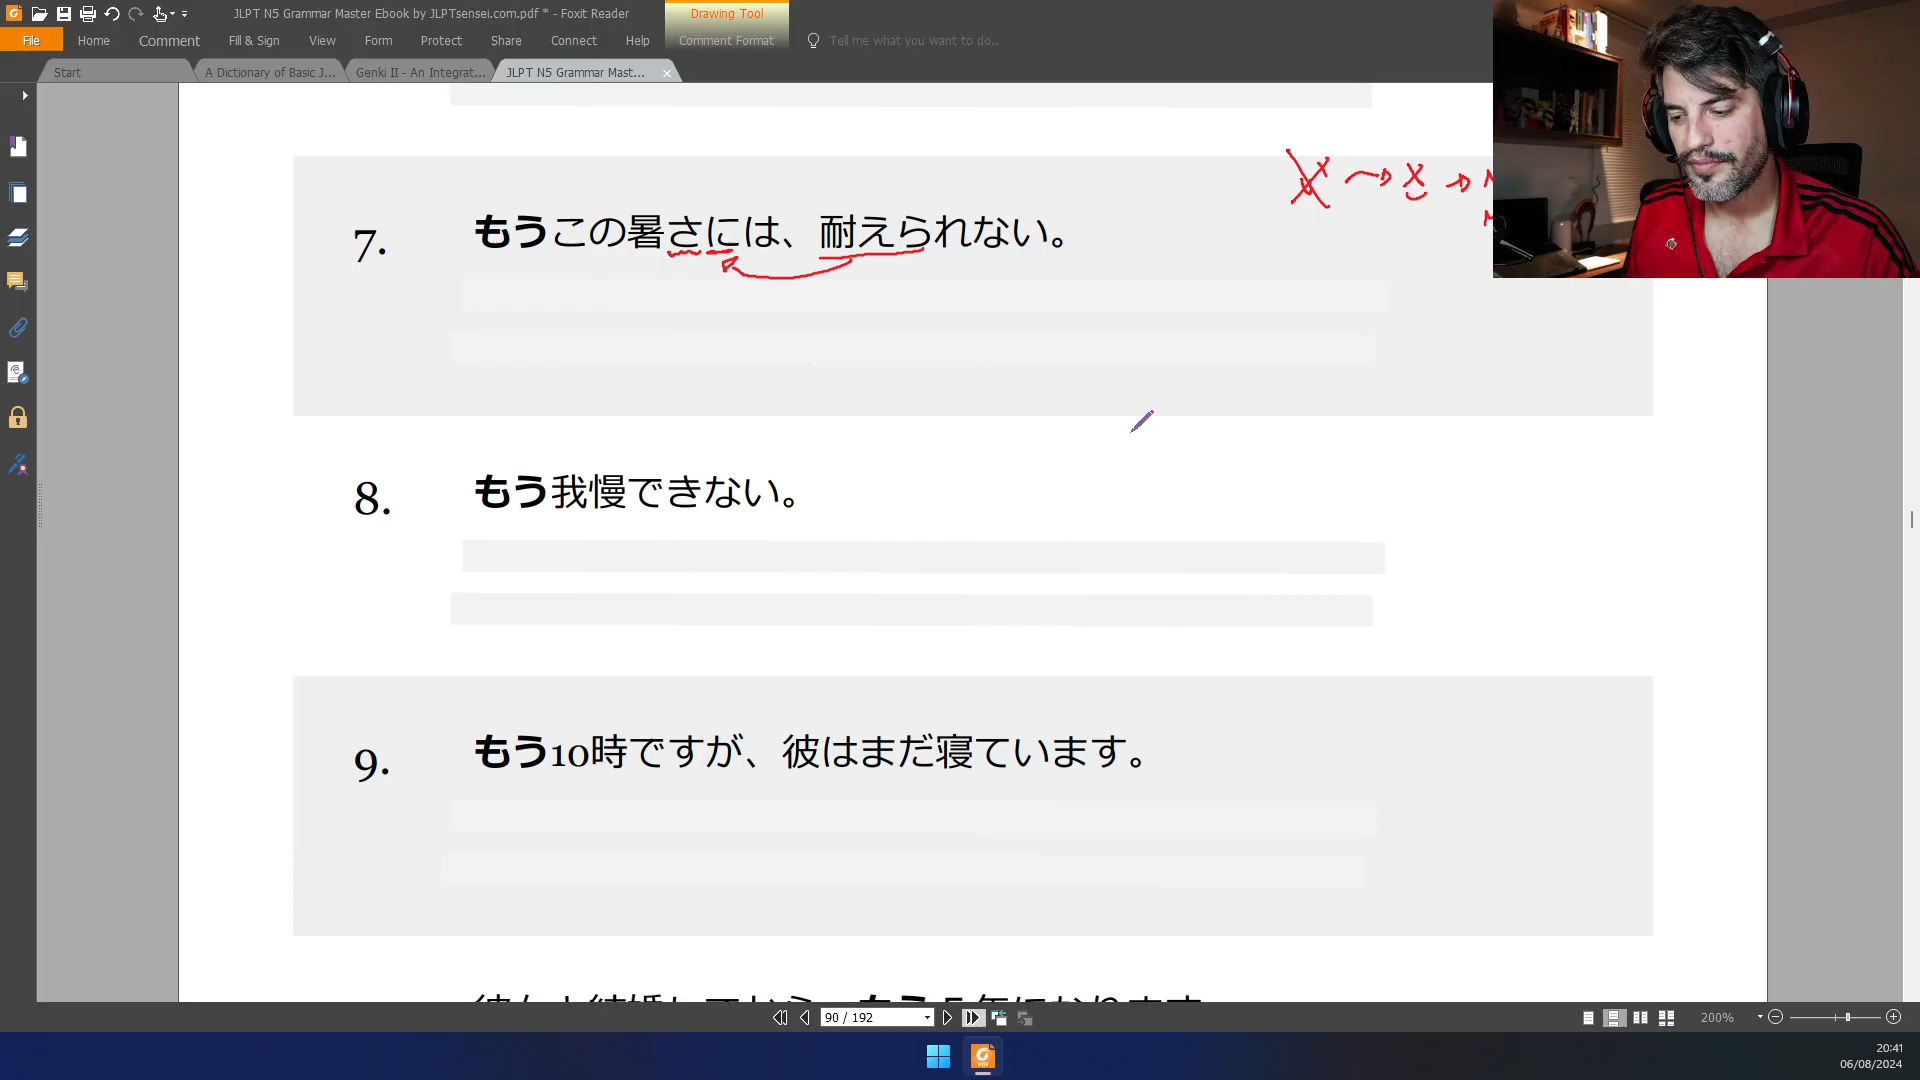 JLPT N5 Grammar Master Ebook by JLPTsensei.com.pdf * - Foxit Reader
Drawing Tool
File
Home
Comment
Fill & Sign
View
Form
Protect
Share
Connect
Help
Comment Format
Tell me what you want to do..
Start
A Dictionary of Basic J...
Genki II - An Integrat...
JLPT N5 Grammar Mast...
7. もうこの暑さには、耐えられない。
8. もう我慢できない。
9. もう10時ですが、彼はまだ寝ています。
90 / 192
200%
20:41
06/08/2024